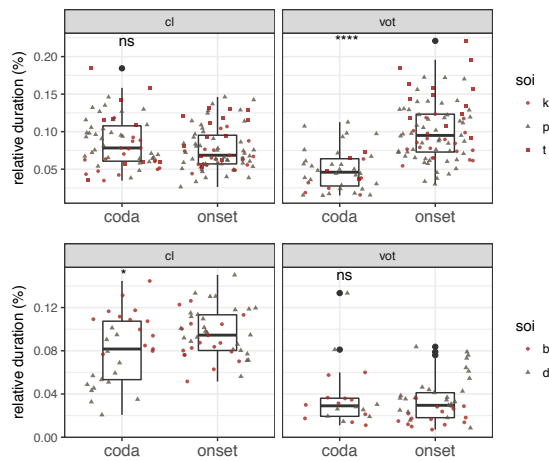 cl
vot
ns
****
relative duration (%)
0.20
0.15
0.10
0.05
coda
onset
coda
onset
soi
k
p
t
cl
vot
*
ns
relative duration (%)
0.12
0.08
0.04
0.00
coda
onset
coda
onset
soi
b
d